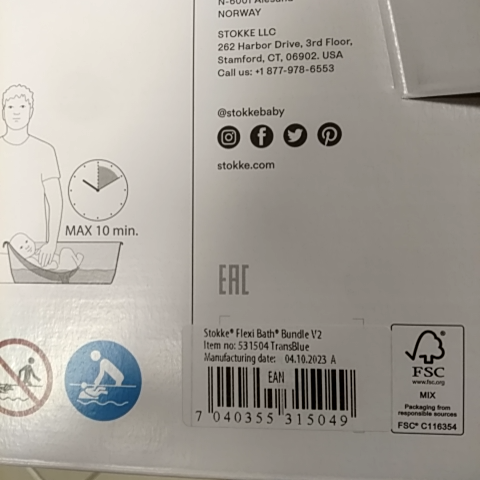 NORWAY
STOKKE LLC
262 Harbor Drive, 3rd Floor,
Stamford, CT, 06902. USA
Call us: +1 877-978-6553
@stokkebaby
stokke.com
MAX 10 min.
EAC
Stokke® Flexi Bath® Bundle V2
Item no: 531504 TransBlue
Manufacturing date: 04.10.2023 A
EAN
7 040355 315049
FSC
www.fsc.org
MIX
Packaging from
responsible sources
FSC® C116354